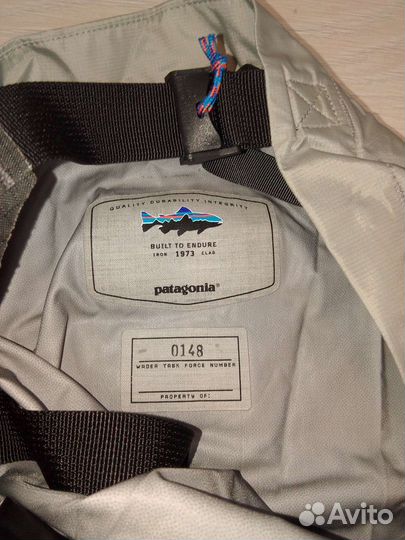 QUALITY DURABILITY INTEGRITY
BUILT TO ENDURE
IRON 1973 CLAD
patagonia®
0148
WADER TASK FORCE NUMBER
PROPERTY OF:
Avito